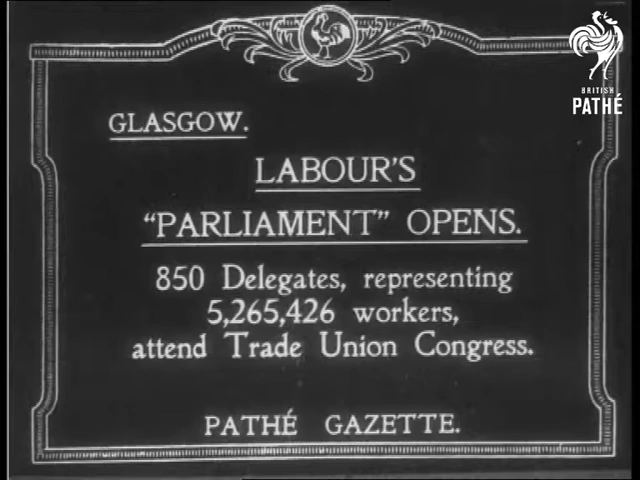 BRITISH
PATHÉ
GLASGOW.
LABOUR'S
"PARLIAMENT" OPENS.
850 Delegates, representing
5,265,426 workers,
attend Trade Union Congress.
PATHÉ GAZETTE.